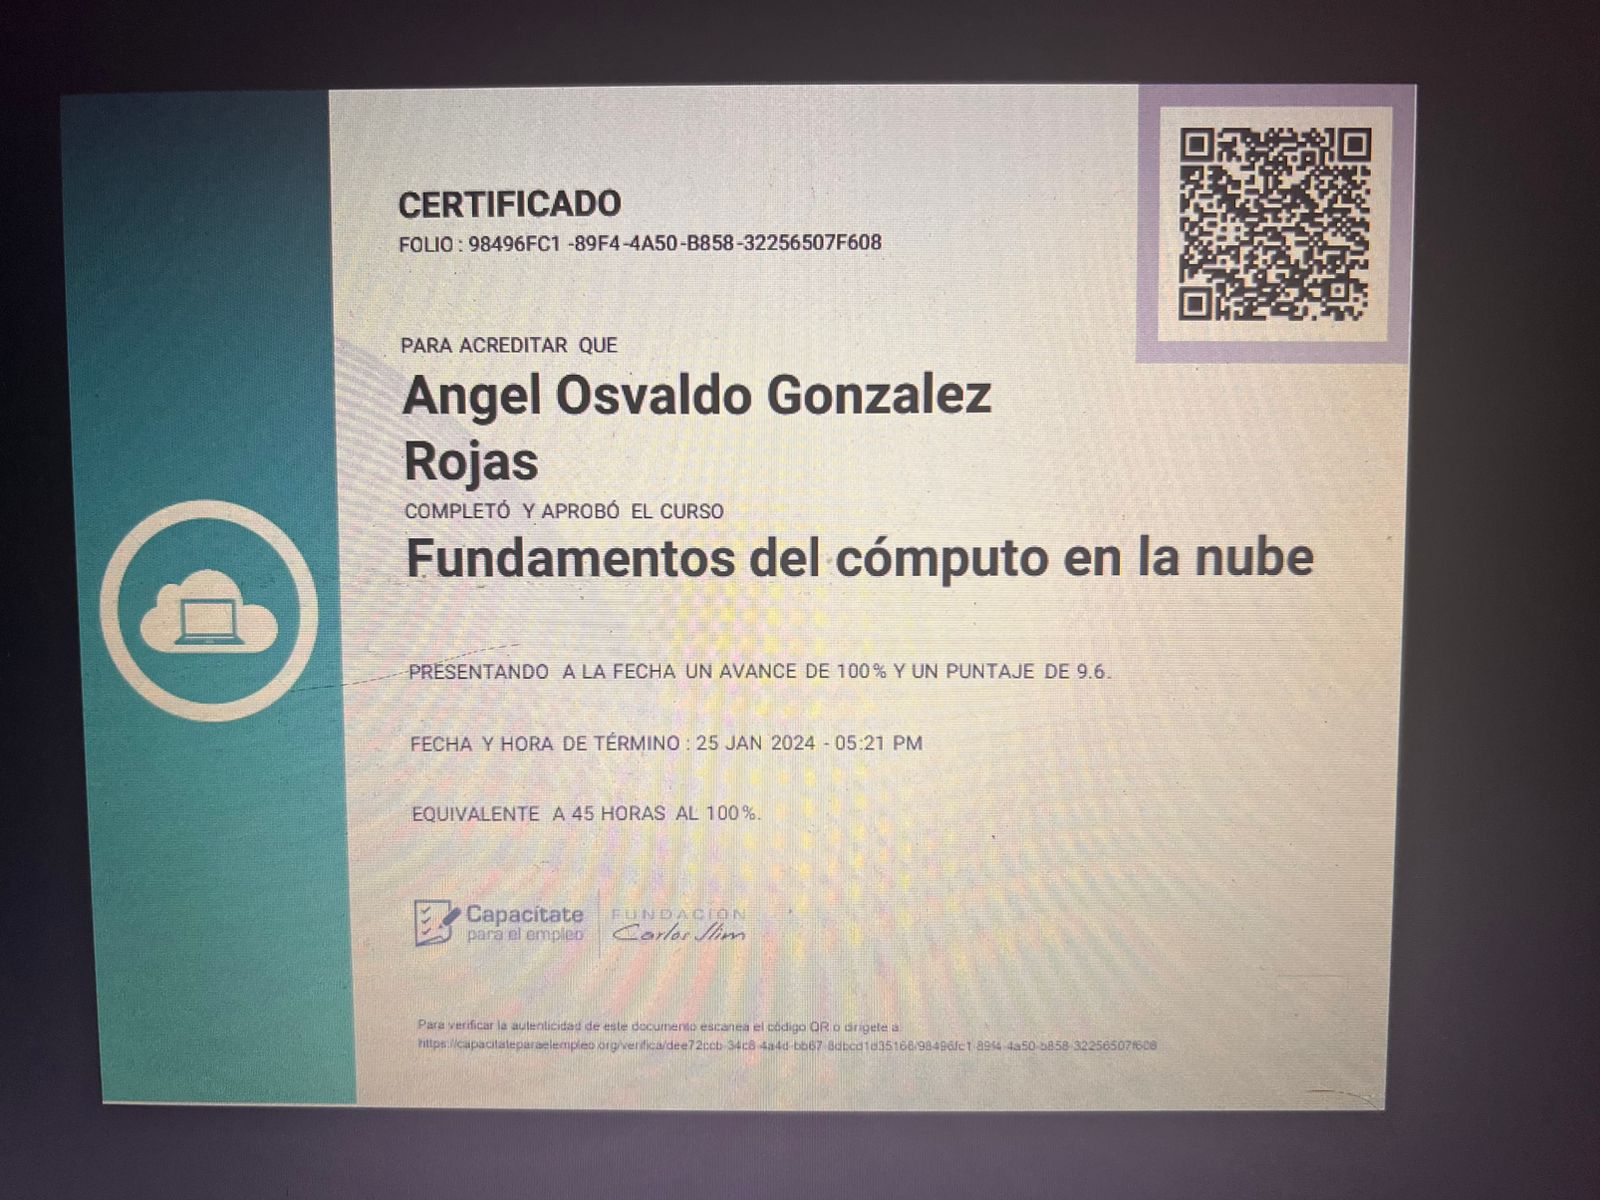 CERTIFICADO
FOLIO : 98496FC1 -89F4-4A50-B858-32256507F608
PARA ACREDITAR QUE
Angel Osvaldo Gonzalez
Rojas
COMPLETÓ Y APROBÓ EL CURSO
Fundamentos del cómputo en la nube
PRESENTANDO A LA FECHA UN AVANCE DE 100% Y UN PUNTAJE DE 9.6.
FECHA Y HORA DE TÉRMINO : 25 JAN 2024 - 05:21 PM
EQUIVALENTE A 45 HORAS AL 100%.
Capacítate
para el empleo
FUNDACIÓN
Carlos Slim
Para verificar la autenticidad de este documento escanea el código QR o dirígete a
https://capacitateparaelempleo.org/verifica/dee72ccb-34c8-4a4d-bb67-8dbcd1d35166/98496fc1-89f4-4a50-b858-32256507f608